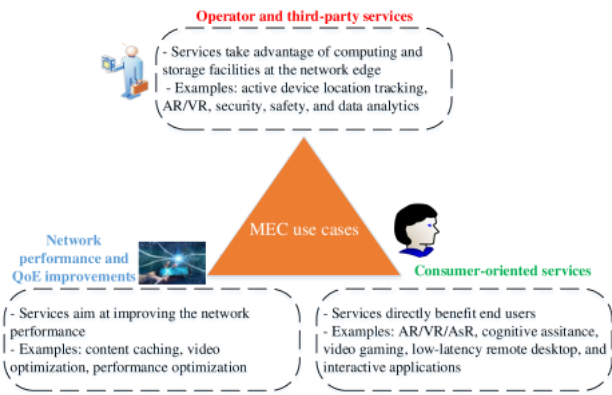 Operator and third-party services
- Services take advantage of computing and
storage facilities at the network edge
- Examples: active device location tracking,
AR/VR, security, safety, and data analytics
MEC use cases
Network
performance and
QoE improvements
- Services aim at improving the network
performance
- Examples: content caching, video
optimization, performance optimization
Consumer-oriented services
- Services directly benefit end users
- Examples: AR/VR/AsR, cognitive assitance,
video gaming, low-latency remote desktop, and
interactive applications